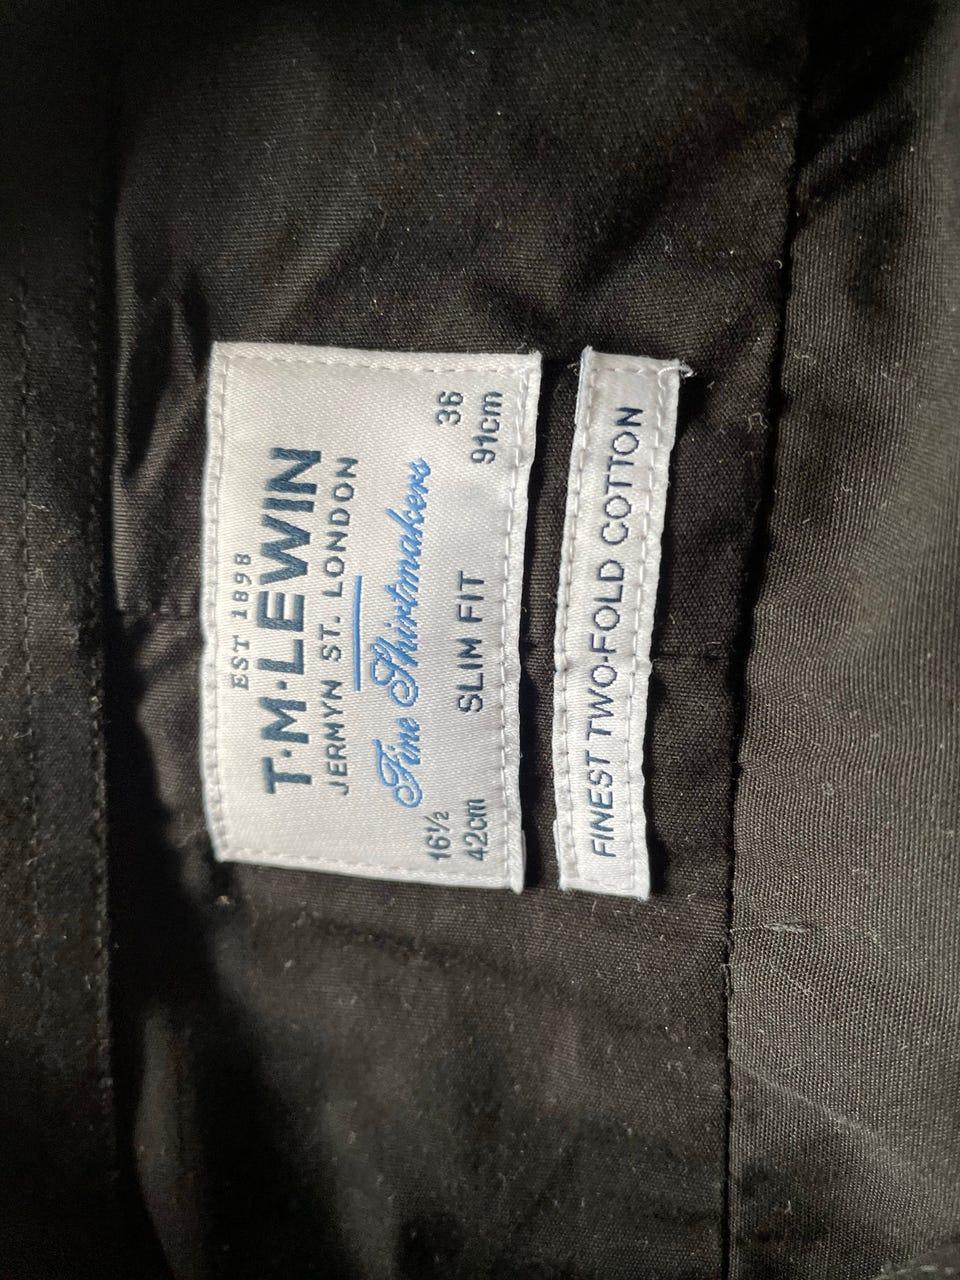 EST 1898
T·M·LEWIN
JERMYN ST. LONDON
Fine Shirtmakers
16½ 36
42cm SLIM FIT 91cm
FINEST TWO-FOLD COTTON